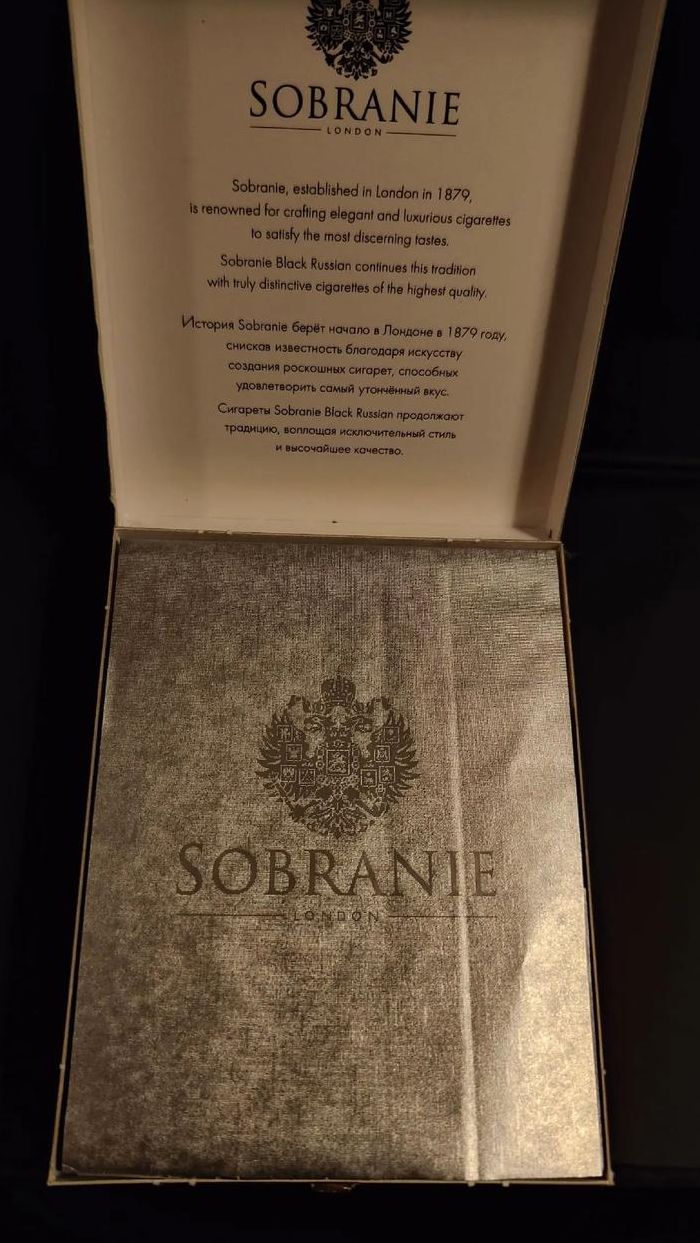 SOBRANIE
LONDON
Sobranie, established in London in 1879,
is renowned for crafting elegant and luxurious cigarettes
to satisfy the most discerning tastes.
Sobranie Black Russian continues this tradition
with truly distinctive cigarettes of the highest quality.
История Sobranie берёт начало в Лондоне в 1879 году,
снискав известность благодаря искусству
создания роскошных сигарет, способных
удовлетворить самый утончённый вкус.
Сигареты Sobranie Black Russian продолжают
традицию, воплощая исключительный стиль
и высочайшее качество.
SOBRANIE
LONDON